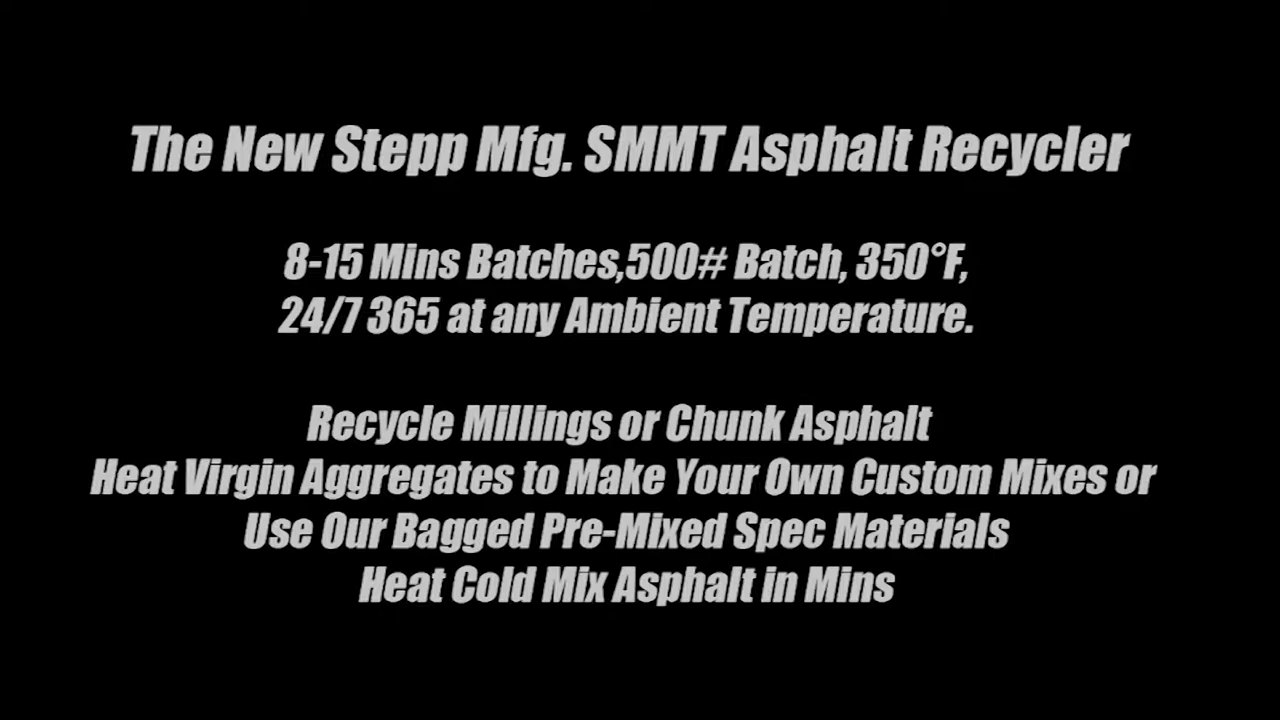 The New Stepp Mfg. SMMT Asphalt Recycler
8-15 Mins Batches,500# Batch, 350°F,
24/7 365 at any Ambient Temperature.
Recycle Millings or Chunk Asphalt
Heat Virgin Aggregates to Make Your Own Custom Mixes or
Use Our Bagged Pre-Mixed Spec Materials
Heat Cold Mix Asphalt in Mins